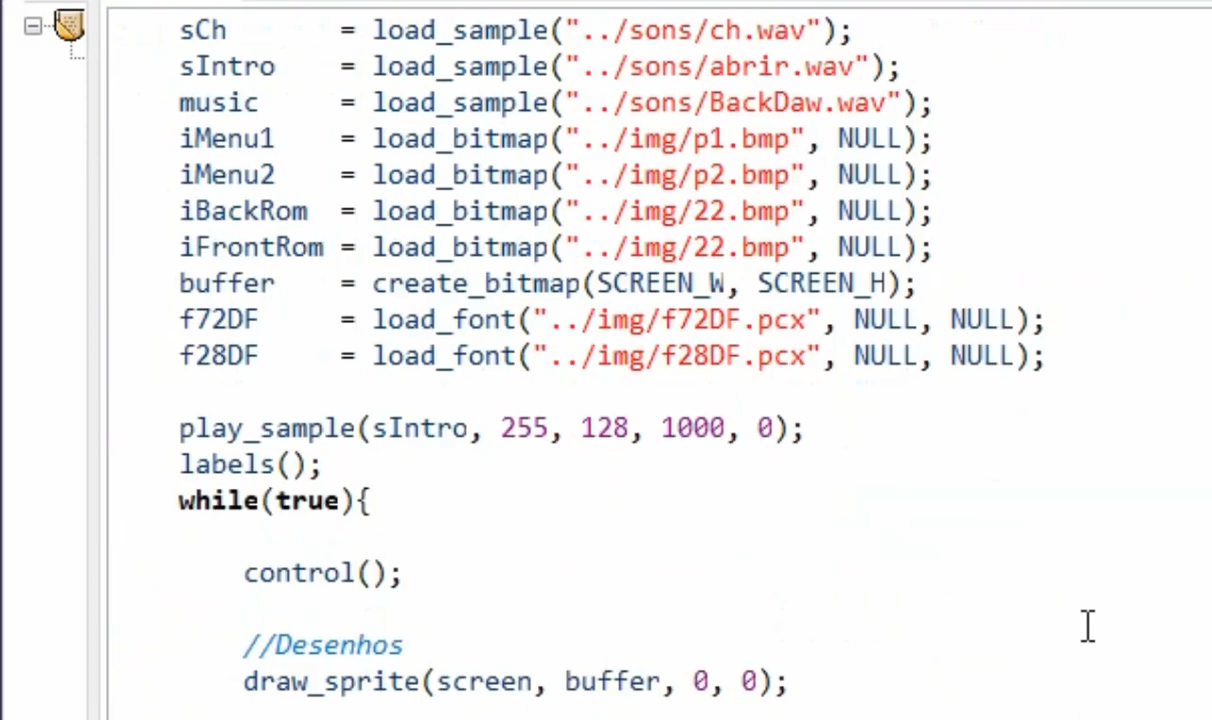 sCh = load_sample("../sons/ch.wav");
sIntro = load_sample("../sons/abrir.wav");
music = load_sample("../sons/BackDaw.wav");
iMenu1 = load_bitmap("../img/p1.bmp", NULL);
iMenu2 = load_bitmap("../img/p2.bmp", NULL);
iBackRom = load_bitmap("../img/22.bmp", NULL);
iFrontRom = load_bitmap("../img/22.bmp", NULL);
buffer = create_bitmap(SCREEN_W, SCREEN_H);
f72DF = load_font("../img/f72DF.pcx", NULL, NULL);
f28DF = load_font("../img/f28DF.pcx", NULL, NULL);
play_sample(sIntro, 255, 128, 1000, 0);
labels();
while(true){
control();
//Desenhos
draw_sprite(screen, buffer, 0, 0);